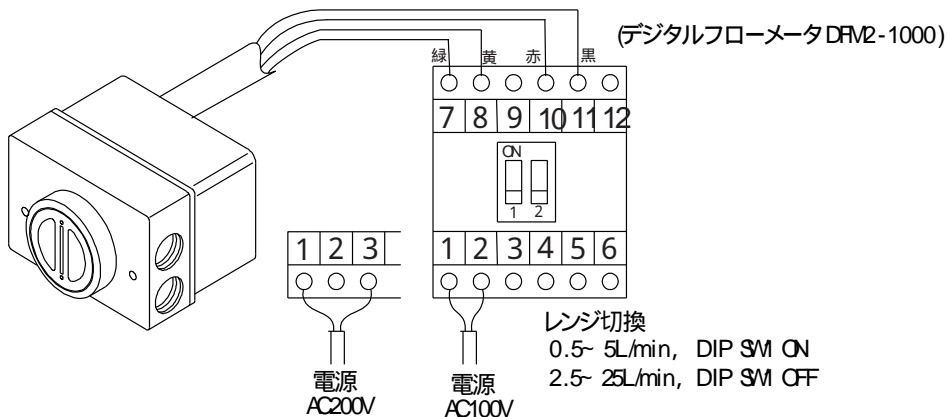 (デジタルフローメータDFM2-1000)
緑 黄 赤 黒
7 8 9 10 11 12
ON
1 2
1 2 3
1 2 3 4 5 6
レンジ切換
0.5~ 5L/min, DIP SW1 ON
2.5~ 25L/min, DIP SW1 OFF
電源
AC200V
電源
AC100V